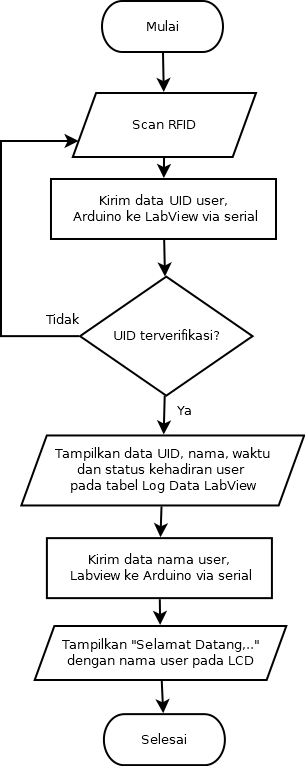 Mulai
Scan RFID
Kirim data UID user,
Arduino ke LabView via serial
Tidak
UID terverifikasi?
Ya
Tampilkan data UID, nama, waktu
dan status kehadiran user
pada tabel Log Data LabView
Kirim data nama user,
Labview ke Arduino via serial
Tampilkan "Selamat Datang,.."
dengan nama user pada LCD
Selesai